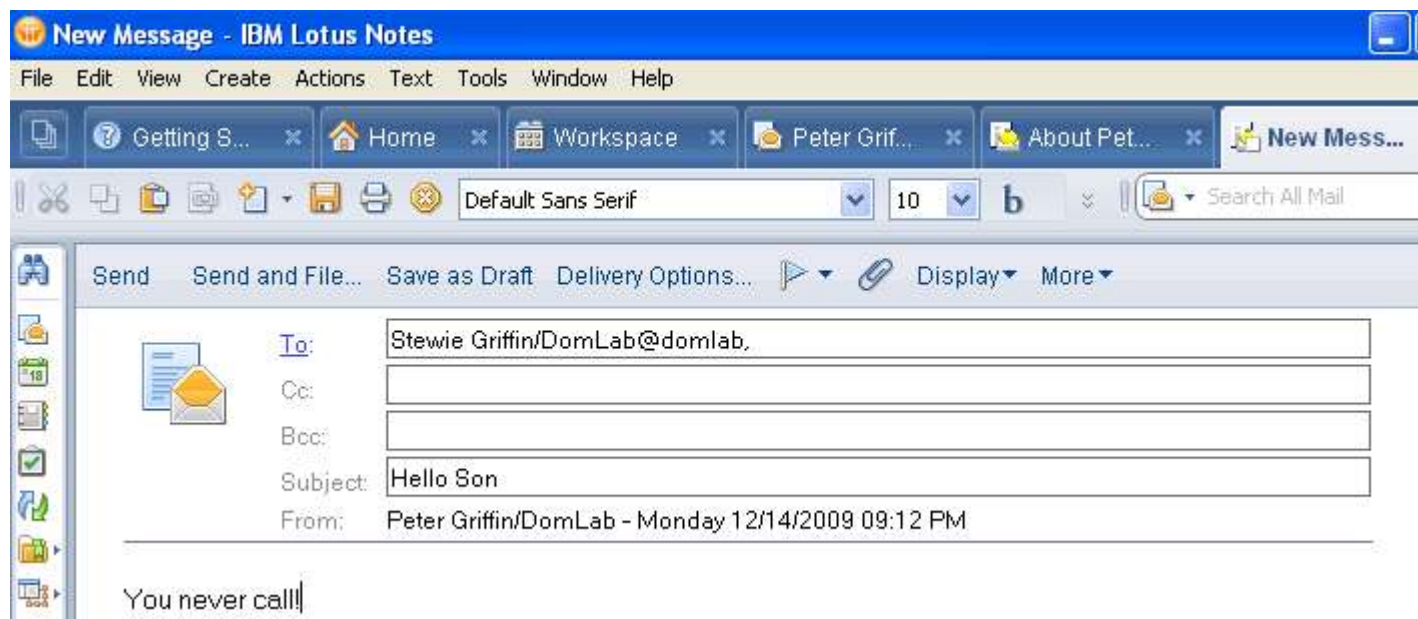 New Message - IBM Lotus Notes
File Edit View Create Actions Text Tools Window Help
Getting S... Home Workspace Peter Grif... About Pet... New Mess...
Default Sans Serif 10 b Search All Mail
Send Send and File... Save as Draft Delivery Options... Display More
To: Stewie Griffin/DomLab@domlab,
18
Cc:
Bcc:
Subject: Hello Son
From: Peter Griffin/DomLab - Monday 12/14/2009 09:12 PM
You never call!